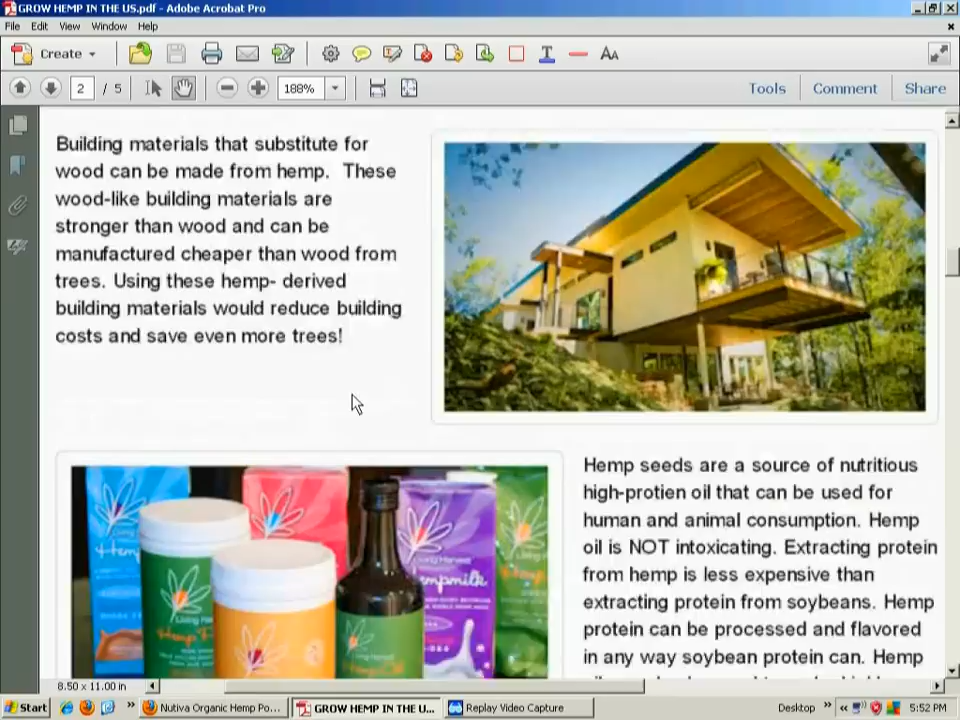 GROW HEMP IN THE US.pdf - Adobe Acrobat Pro
File Edit View Window Help
Create
2 / 5 188% Tools Comment Share
Building materials that substitute for
wood can be made from hemp. These
wood-like building materials are
stronger than wood and can be
manufactured cheaper than wood from
trees. Using these hemp- derived
building materials would reduce building
costs and save even more trees!
Hemp seeds are a source of nutritious
high-protien oil that can be used for
human and animal consumption. Hemp
oil is NOT intoxicating. Extracting protein
from hemp is less expensive than
extracting protein from soybeans. Hemp
protein can be processed and flavored
in any way soybean protein can. Hemp
Living Harvest
hempmilk
8.50 x 11.00 in
Start Nutiva Organic Hemp Po... GROW HEMP IN THE U... Replay Video Capture Desktop 5:52 PM